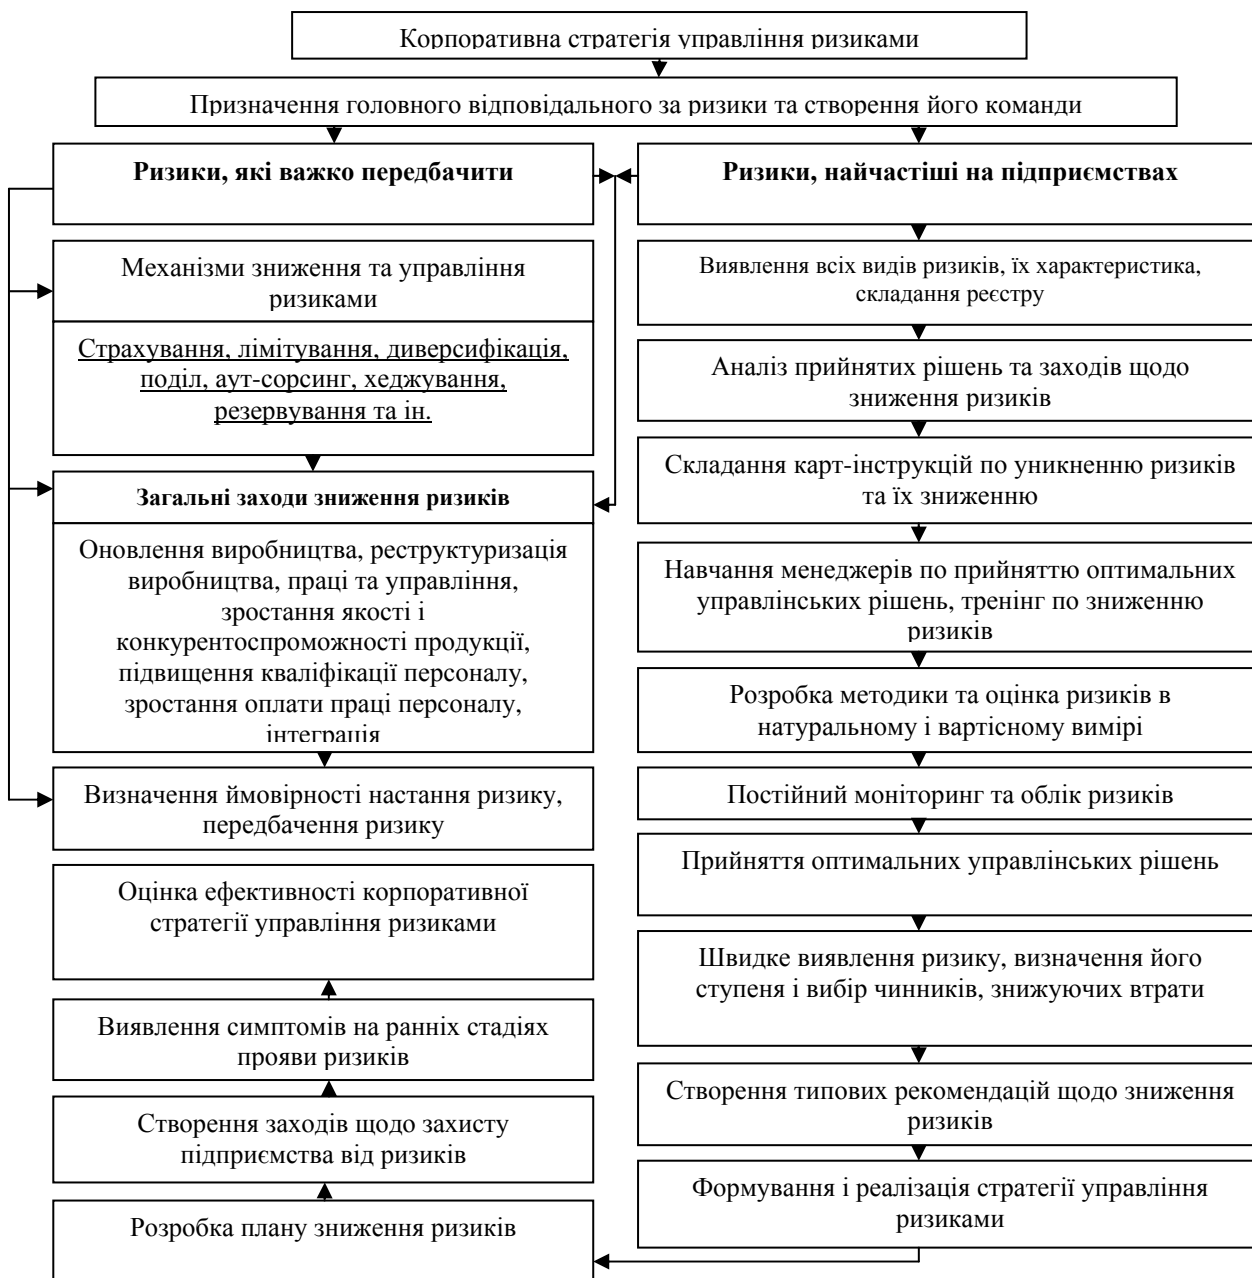 Корпоративна стратегія управління ризиками
Призначення головного відповідального за ризики та створення його команди
Ризики, які важко передбачити
Механізми зниження та управління
ризиками
Страхування, лімітування, диверсифікація,
поділ, аут-сорсинг, хеджування,
резервування та ін.
Загальні заходи зниження ризиків
Оновлення виробництва, реструктуризація
виробництва, праці та управління,
зростання якості і
конкурентоспроможності продукції,
підвищення кваліфікації персоналу,
зростання оплати праці персоналу,
інтеграція
Визначення ймовірності настання ризику,
передбачення ризику
Оцінка ефективності корпоративної
стратегії управління ризиками
Виявлення симптомів на ранніх стадіях
прояви ризиків
Створення заходів щодо захисту
підприємства від ризиків
Розробка плану зниження ризиків
Ризики, найчастіші на підприємствах
Виявлення всіх видів ризиків, їх характеристика,
складання реєстру
Аналіз прийнятих рішень та заходів щодо
зниження ризиків
Складання карт-інструкцій по уникненню ризиків
та їх зниженню
Навчання менеджерів по прийняттю оптимальних
управлінських рішень, тренінг по зниженню
ризиків
Розробка методики та оцінка ризиків в
натуральному і вартісному вимірі
Постійний моніторинг та облік ризиків
Прийняття оптимальних управлінських рішень
Швидке виявлення ризику, визначення його
ступеня і вибір чинників, знижуючих втрати
Створення типових рекомендацій щодо зниження
ризиків
Формування і реалізація стратегії управління
ризиками